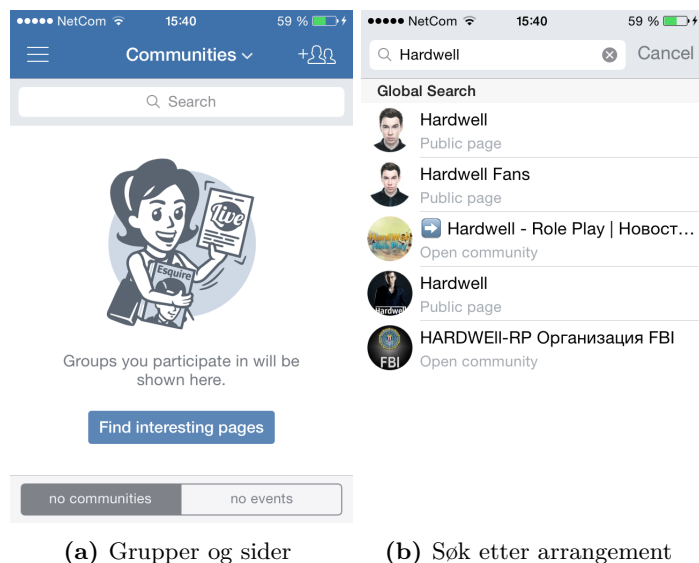 NetCom 15:40 59 %
Communities
Search
Live
Esquire
Groups you participate in will be
shown here.
Find interesting pages
no communities no events
(a) Grupper og sider
NetCom 15:40 59 %
Hardwell Cancel
Global Search
Hardwell
Public page
Hardwell Fans
Public page
Hardwell - Role Play | Новост…
Open community
Hardwell
Public page
Hardwell
HARDWEll-RP Организация FBI
Open community
FBI
(b) Søk etter arrangement